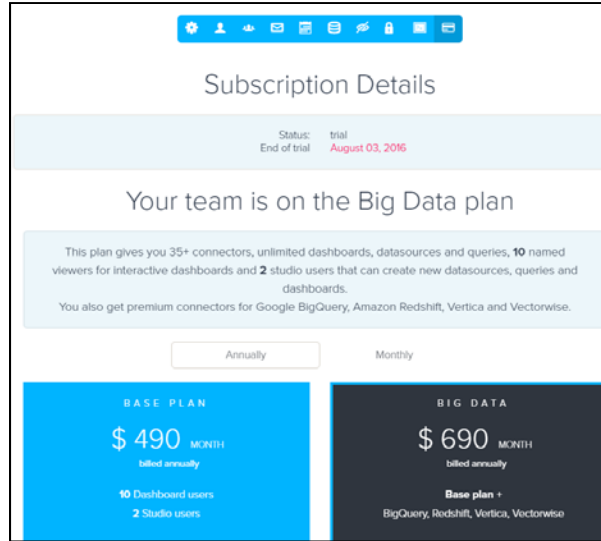 Subscription Details
Status: trial
End of trial August 03, 2016
Your team is on the Big Data plan
This plan gives you 35+ connectors, unlimited dashboards, datasources and queries, 10 named
viewers for interactive dashboards and 2 studio users that can create new datasources, queries and
dashboards.
You also get premium connectors for Google BigQuery, Amazon Redshift, Vertica and Vectorwise.
Annually Monthly
BASE PLAN
$ 490 MONTH
billed annually
10 Dashboard users
2 Studio users
BIG DATA
$ 690 MONTH
billed annually
Base plan +
BigQuery, Redshift, Vertica, Vectorwise